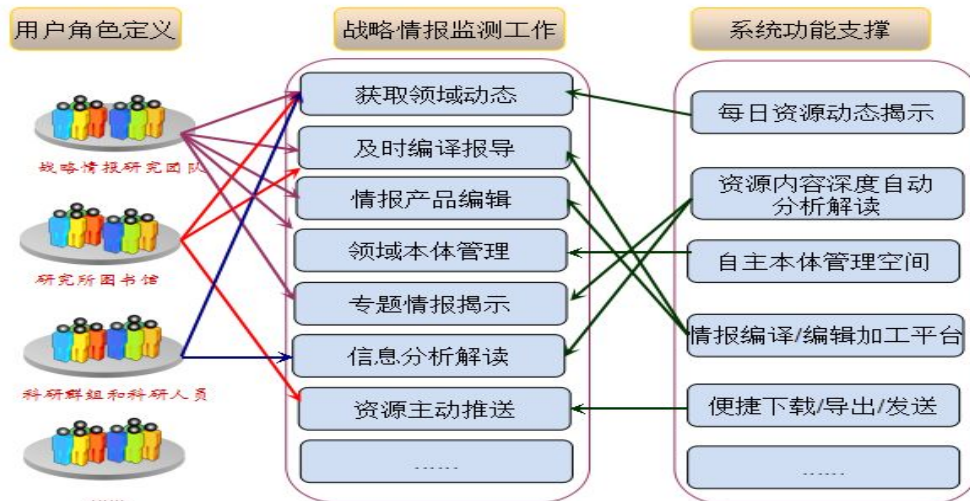 用户角色定义
战略情报研究团队
研究所图书馆
科研群组和科研人员
……
战略情报监测工作
获取领域动态
及时编译报导
情报产品编辑
领域本体管理
专题情报揭示
信息分析解读
资源主动推送
……
系统功能支撑
每日资源动态揭示
资源内容深度自动
分析解读
自主本体管理空间
情报编译/编辑加工平台
便捷下载/导出/发送
……